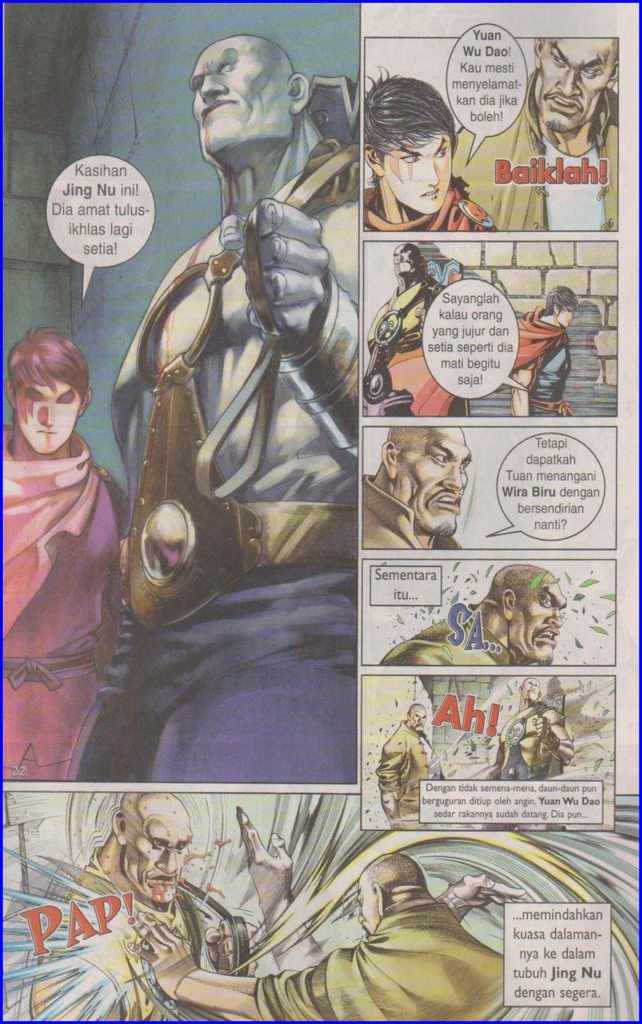 Kasihan
Jing Nu ini!
Dia amat tulus-
ikhlas lagi
setia!
22
Yuan
Wu Dao!
Kau mesti
menyelamat-
kan dia jika
boleh!
Baiklah!
Sayanglah
kalau orang
yang jujur dan
setia seperti dia
mati begitu
saja!
Tetapi
dapatkah
Tuan menangani
Wira Biru dengan
bersendirian
nanti?
Sementara
itu...
SA...
Ah!
Dengan tidak semena-mena, daun-daun pun
berguguran ditiup oleh angin. Yuan Wu Dao
sedar rakannya sudah datang. Dia pun...
PAP!
...memindahkan
kuasa dalaman-
nya ke dalam
tubuh Jing Nu
dengan segera.